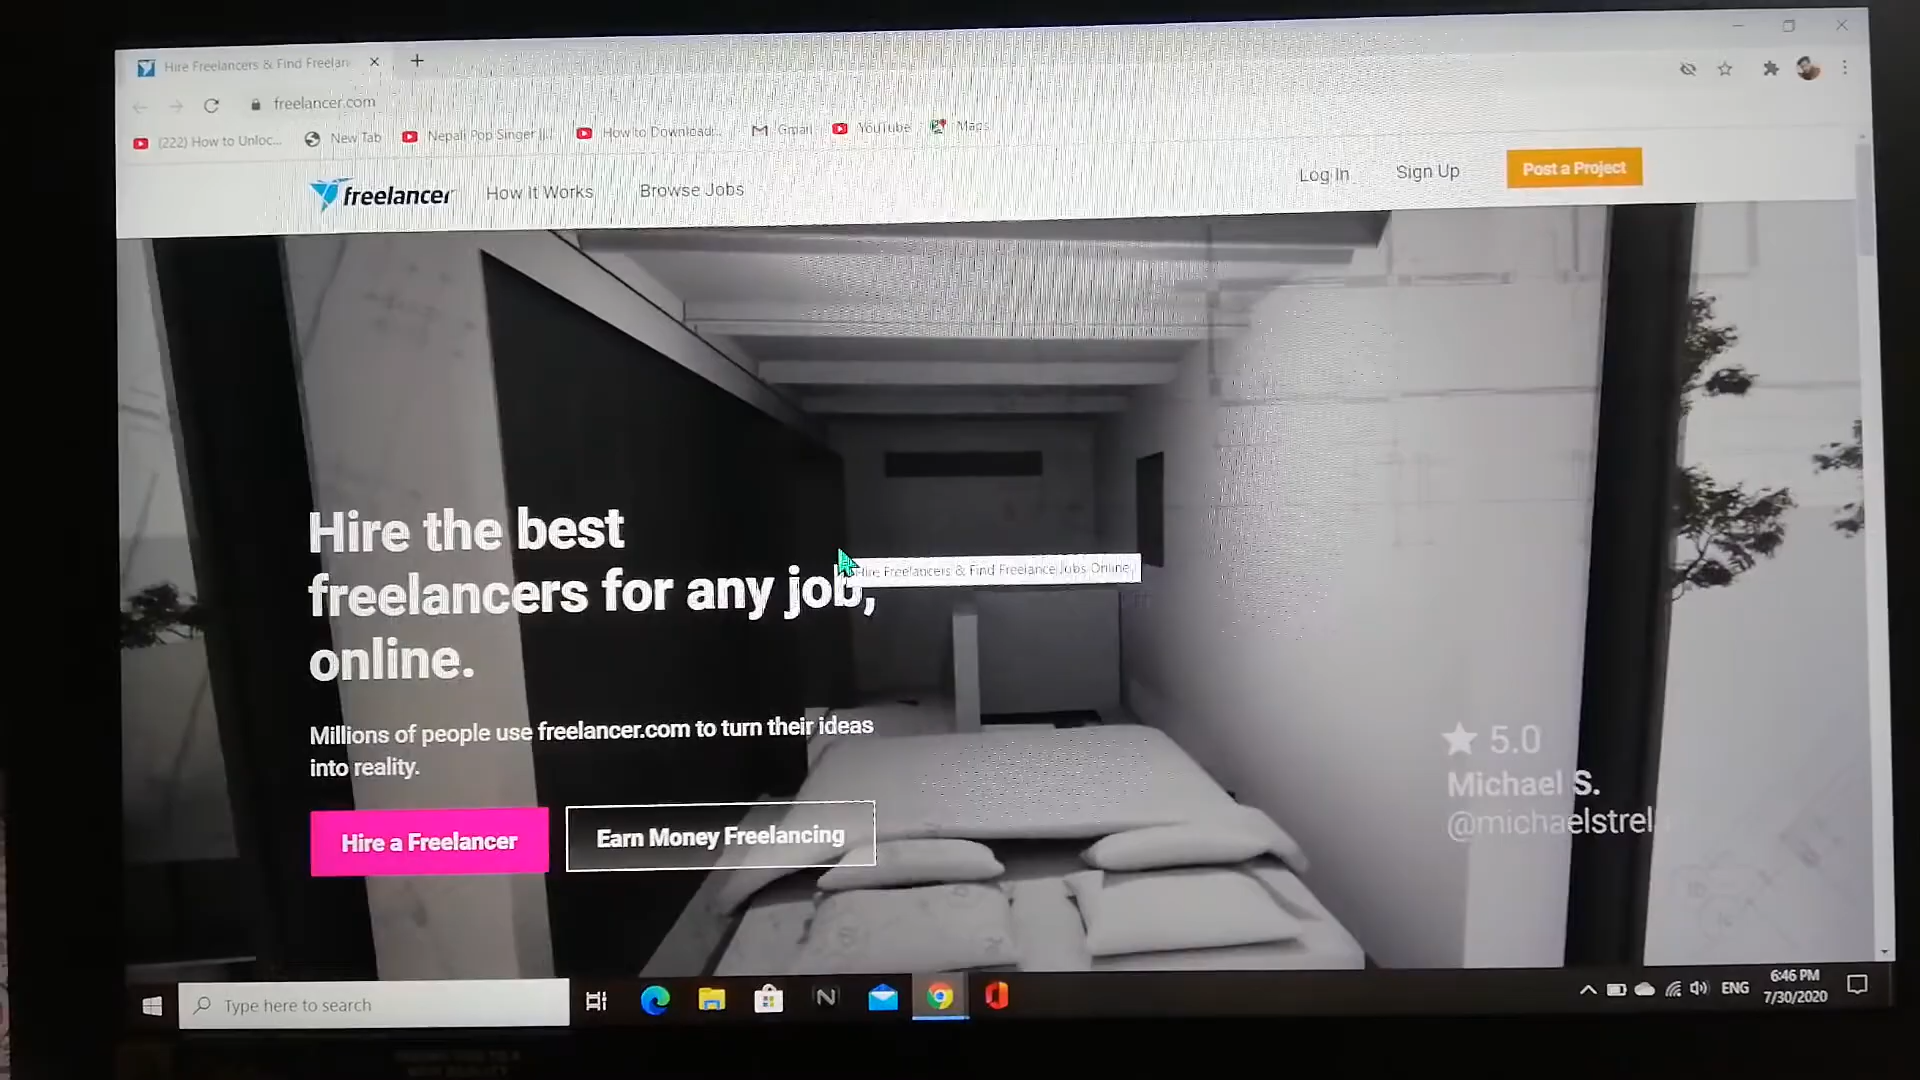 Hire Freelancers & Find Freelan
freelancer.com
(222) How to Unloc...
New Tab
Nepali Pop Singer ||...
How to Downloadi...
Gmail
YouTube
Maps
freelancer
How It Works
Browse Jobs
Log In
Sign Up
Post a Project
Hire the best
freelancers for any job,
online.
Hire Freelancers & Find Freelance Jobs Online
Millions of people use freelancer.com to turn their ideas
into reality.
Hire a Freelancer
Earn Money Freelancing
5.0
Michael S.
@michaelstrel
Type here to search
N
ENG
6:46 PM
7/30/2020